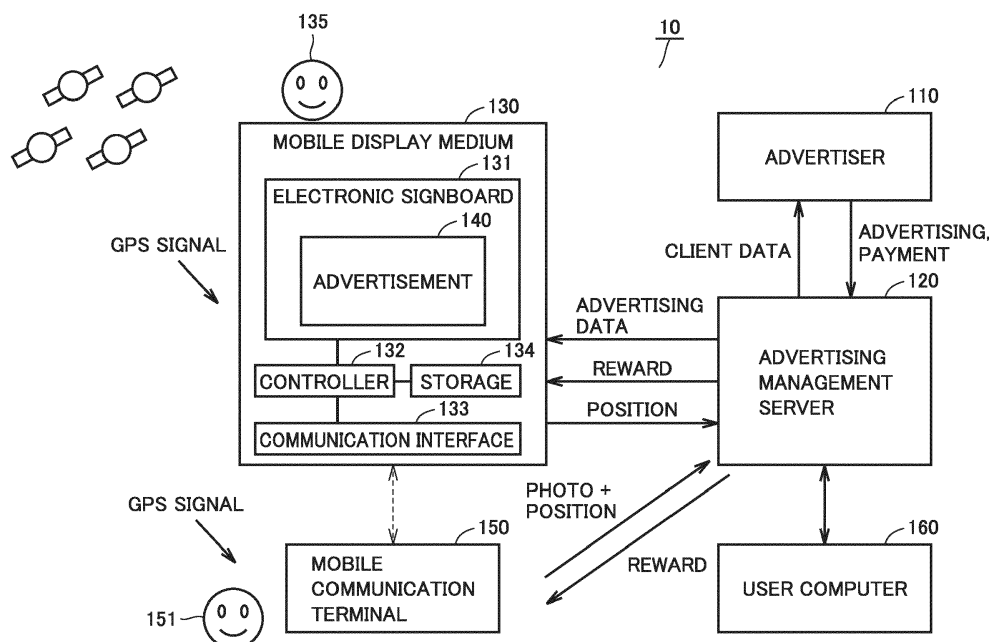 135
10
130
MOBILE DISPLAY MEDIUM
131
ELECTRONIC SIGNBOARD
140
ADVERTISEMENT
110
ADVERTISER
GPS SIGNAL
CLIENT DATA
ADVERTISING,
PAYMENT
120
ADVERTISING
DATA
132
134
CONTROLLER
STORAGE
REWARD
ADVERTISING
MANAGEMENT
SERVER
133
COMMUNICATION INTERFACE
POSITION
GPS SIGNAL
PHOTO +
POSITION
150
MOBILE
COMMUNICATION
TERMINAL
REWARD
160
USER COMPUTER
151